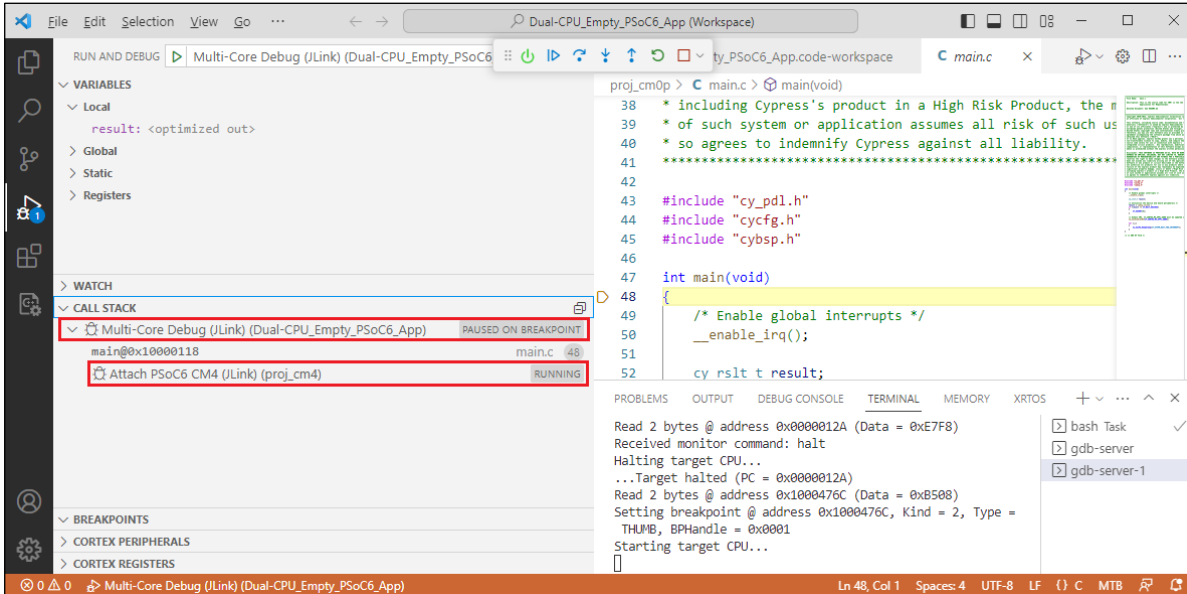 File Edit Selection View Go ··· Dual-CPU_Empty_PSoC6_App (Workspace)
RUN AND DEBUG Multi-Core Debug (JLink) (Dual-CPU_Empty_PSoC6
ty_PSoC6_App.code-workspace
C main.c
VARIABLES
Local
result: <optimized out>
Global
Static
Registers
1
WATCH
CALL STACK
Multi-Core Debug (JLink) (Dual-CPU_Empty_PSoC6_App) PAUSED ON BREAKPOINT
main@0x10000118 main.c 48
Attach PSoC6 CM4 (JLink) (proj_cm4) RUNNING
BREAKPOINTS
CORTEX PERIPHERALS
CORTEX REGISTERS
proj_cm0p > C main.c > main(void)
38 * including Cypress's product in a High Risk Product, the m
39 * of such system or application assumes all risk of such us
40 * so agrees to indemnify Cypress against all liability.
41 *******************************************************
42
43 #include "cy_pdl.h"
44 #include "cycfg.h"
45 #include "cybsp.h"
46
47 int main(void)
48 {
49 /* Enable global interrupts */
50 __enable_irq();
51
52 cy_rslt_t result;
PROBLEMS OUTPUT DEBUG CONSOLE TERMINAL MEMORY XRTOS
Read 2 bytes @ address 0x0000012A (Data = 0xE7F8)
Received monitor command: halt
Halting target CPU...
...Target halted (PC = 0x0000012A)
Read 2 bytes @ address 0x1000476C (Data = 0xB508)
Setting breakpoint @ address 0x1000476C, Kind = 2, Type =
THUMB, BPHandle = 0x0001
Starting target CPU...
bash Task
gdb-server
gdb-server-1
0 0 Multi-Core Debug (JLink) (Dual-CPU_Empty_PSoC6_App) Ln 48, Col 1 Spaces: 4 UTF-8 LF {} C MTB